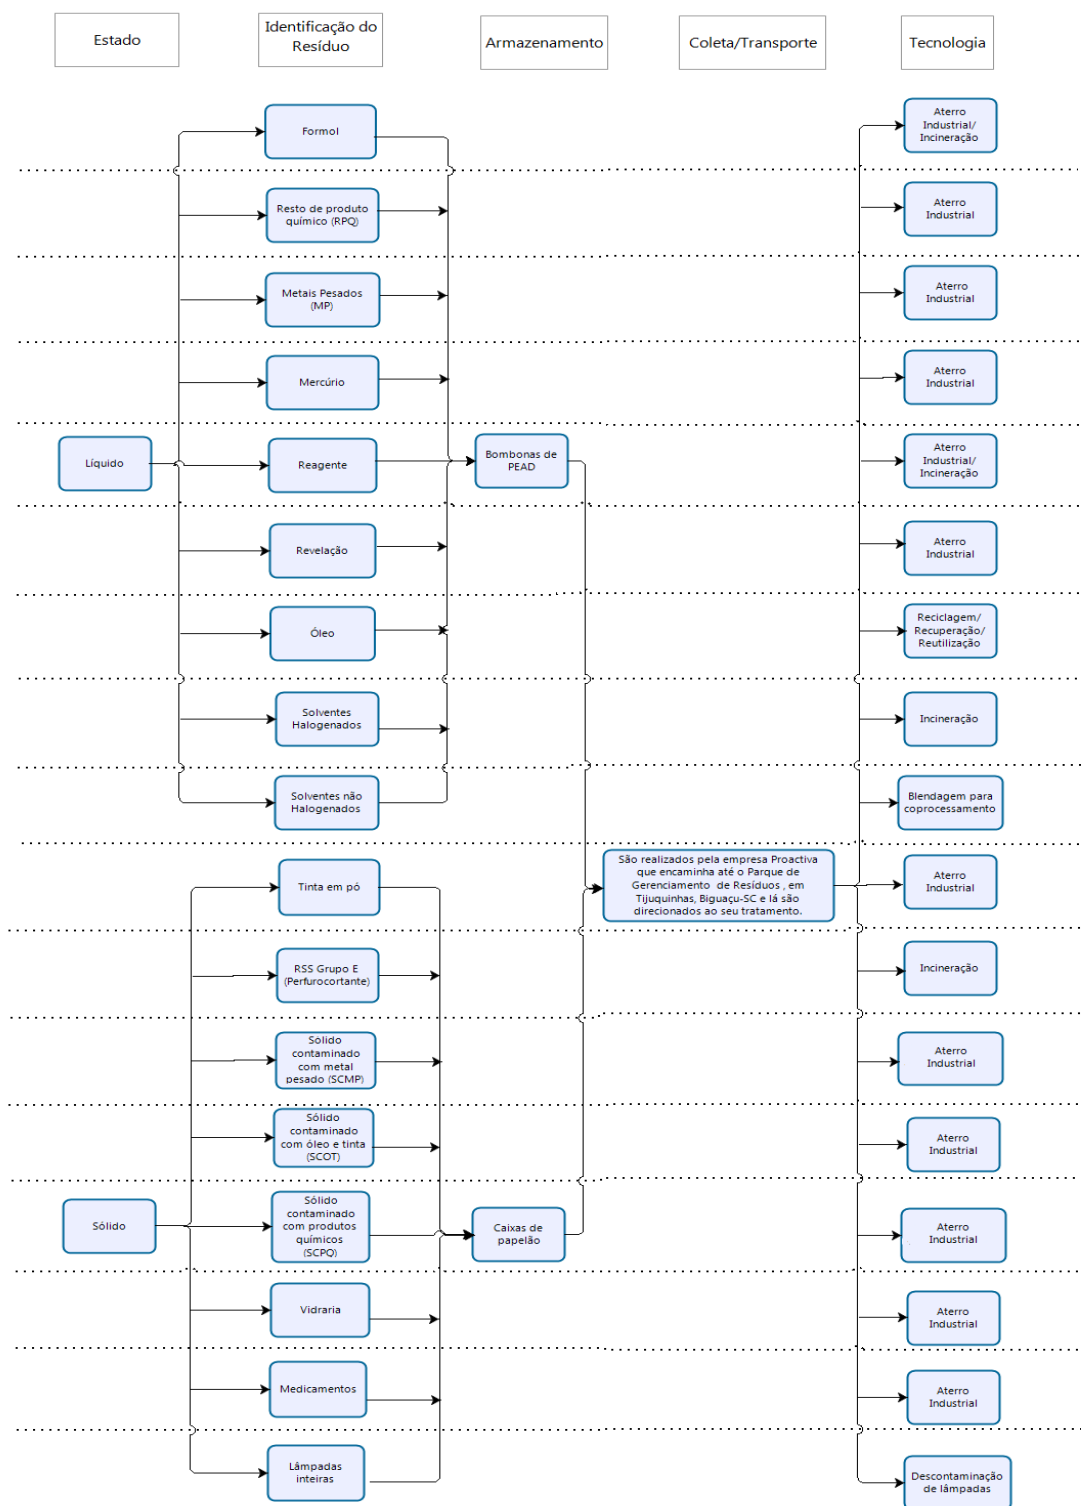 Estado
Identificação do
Resíduo
Armazenamento
Coleta/Transporte
Tecnologia
Formol
Aterro
Industrial/
Incineração
Resto de produto
químico (RPQ)
Aterro
Industrial
Metais Pesados
(MP)
Aterro
Industrial
Mercúrio
Aterro
Industrial
Líquido
Reagente
Bombonas de
PEAD
Aterro
Industrial/
Incineração
Revelação
Aterro
Industrial
Óleo
Reciclagem/
Recuperação/
Reutilização
Solventes
Halogenados
Incineração
Solventes não
Halogenados
Blendagem para
coprocessamento
Tinta em pó
São realizados pela empresa Proactiva
que encaminha até o Parque de
Gerenciamento de Resíduos , em
Tijuquinhas, Biguaçu-SC e lá são
direcionados ao seu tratamento.
Aterro
Industrial
RSS Grupo E
(Perfurocortante)
Incineração
Sólido
contaminado
com metal
pesado (SCMP)
Aterro
Industrial
Sólido
contaminado
com óleo e tinta
(SCOT)
Aterro
Industrial
Sólido
Sólido
contaminado
com produtos
químicos
(SCPQ)
Caixas de
papelão
Aterro
Industrial
Vidraria
Aterro
Industrial
Medicamentos
Aterro
Industrial
Lâmpadas
inteiras
Descontaminação
de lâmpadas